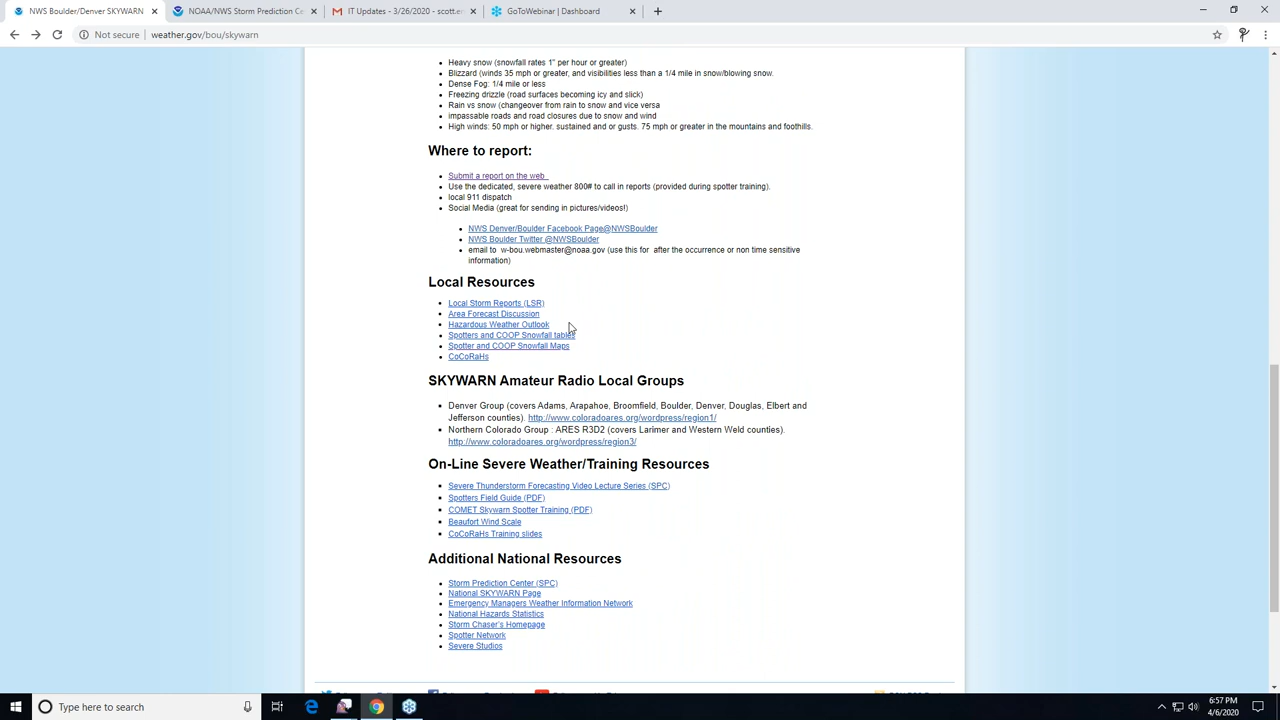 NWS Boulder/Denver SKYWARN
NOAA/NWS Storm Prediction Ce
IT Updates - 3/26/2020 - scott.e
GoToWebinar | Dashboard
Not secure | weather.gov/bou/skywarn
Heavy snow (snowfall rates 1" per hour or greater)
Blizzard (winds 35 mph or greater, and visibilities less than a 1/4 mile in snow/blowing snow.
Dense Fog: 1/4 mile or less
Freezing drizzle (road surfaces becoming icy and slick)
Rain vs snow (changeover from rain to snow and vice versa
impassable roads and road closures due to snow and wind
High winds: 50 mph or higher. sustained and or gusts. 75 mph or greater in the mountains and foothills.
Where to report:
Submit a report on the web
Use the dedicated, severe weather 800# to call in reports (provided during spotter training).
local 911 dispatch
Social Media (great for sending in pictures/videos!)
NWS Denver/Boulder Facebook Page@NWSBoulder
NWS Boulder Twitter @NWSBoulder
email to w-bou.webmaster@noaa.gov (use this for after the occurrence or non time sensitive
information)
Local Resources
Local Storm Reports (LSR)
Area Forecast Discussion
Hazardous Weather Outlook
Spotters and COOP Snowfall tables
Spotter and COOP Snowfall Maps
CoCoRaHs
SKYWARN Amateur Radio Local Groups
Denver Group (covers Adams, Arapahoe, Broomfield, Boulder, Denver, Douglas, Elbert and
Jefferson counties). http://www.coloradoares.org/wordpress/region1/
Northern Colorado Group : ARES R3D2 (covers Larimer and Western Weld counties).
http://www.coloradoares.org/wordpress/region3/
On-Line Severe Weather/Training Resources
Severe Thunderstorm Forecasting Video Lecture Series (SPC)
Spotters Field Guide (PDF)
COMET Skywarn Spotter Training (PDF)
Beaufort Wind Scale
CoCoRaHs Training slides
Additional National Resources
Storm Prediction Center (SPC)
National SKYWARN Page
Emergency Managers Weather Information Network
National Hazards Statistics
Storm Chaser's Homepage
Spotter Network
Severe Studios
Type here to search
6:57 PM
4/6/2020